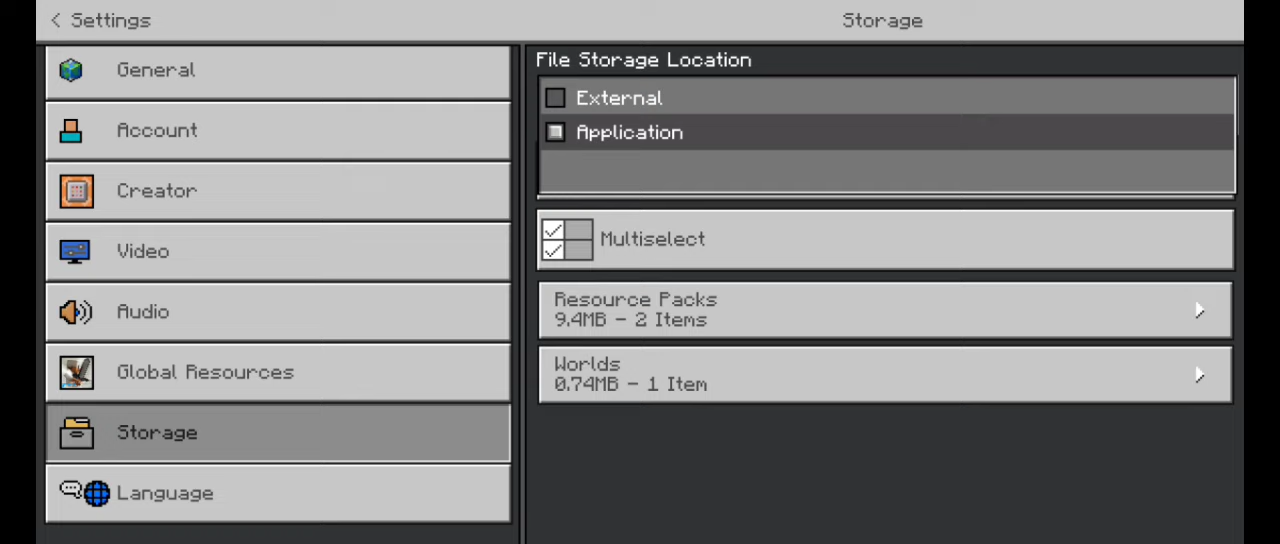 < Settings
Storage
General
Account
Creator
Video
Audio
Global Resources
Storage
Language
File Storage Location
External
Application
Multiselect
Resource Packs
9.4MB - 2 Items
Worlds
0.74MB - 1 Item